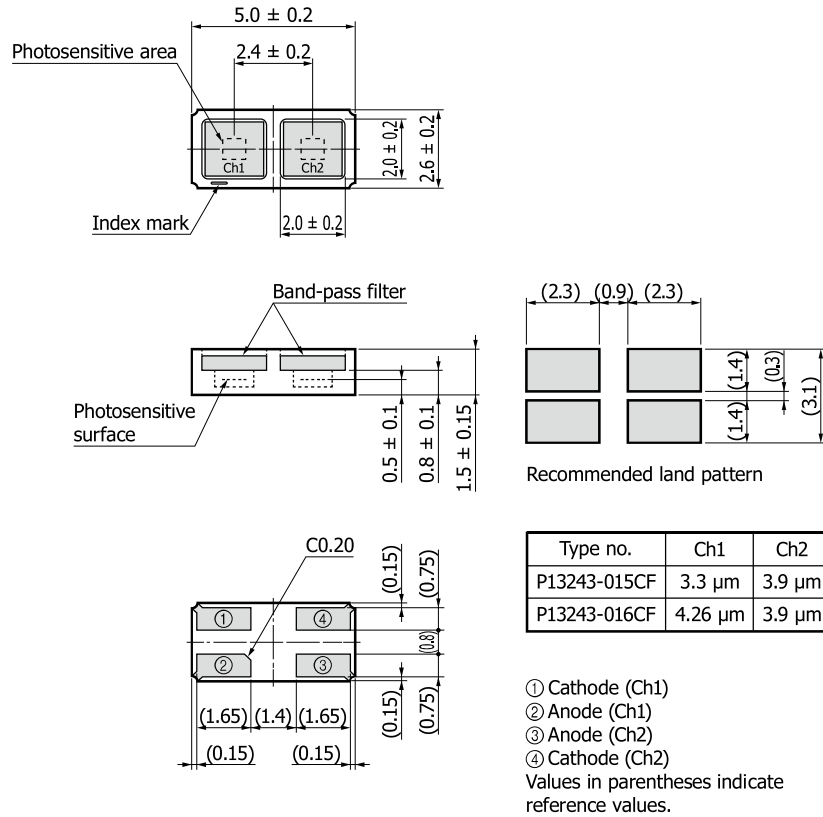 5.0 ± 0.2
Photosensitive area
2.4 ± 0.2
Ch1
Ch2
2.0 ± 0.2
2.6 ± 0.2
Index mark
2.0 ± 0.2
Band-pass filter
Photosensitive
surface
0.5 ± 0.1
0.8 ± 0.1
1.5 ± 0.15
(2.3) (0.9) (2.3)
(1.4)
(0.3)
(1.4)
(3.1)
Recommended land pattern
Type no. Ch1 Ch2
P13243-015CF 3.3 µm 3.9 µm
P13243-016CF 4.26 µm 3.9 µm
C0.20
(0.15)
(0.75)
① ④
(0.8)
② ③
(0.15)
(0.75)
(1.65) (1.4) (1.65)
(0.15) (0.15)
① Cathode (Ch1)
② Anode (Ch1)
③ Anode (Ch2)
④ Cathode (Ch2)
Values in parentheses indicate
reference values.